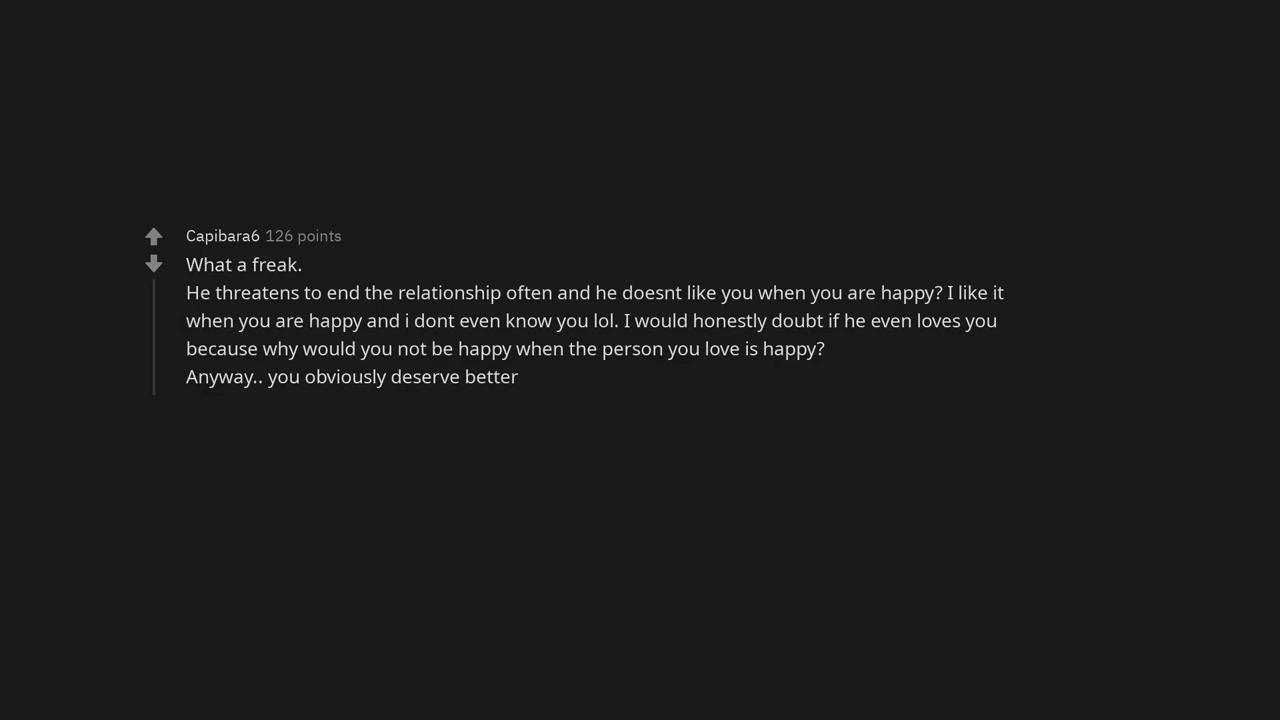 Capibara6 126 points
What a freak.
He threatens to end the relationship often and he doesnt like you when you are happy? I like it
when you are happy and i dont even know you lol. I would honestly doubt if he even loves you
because why would you not be happy when the person you love is happy?
Anyway.. you obviously deserve better